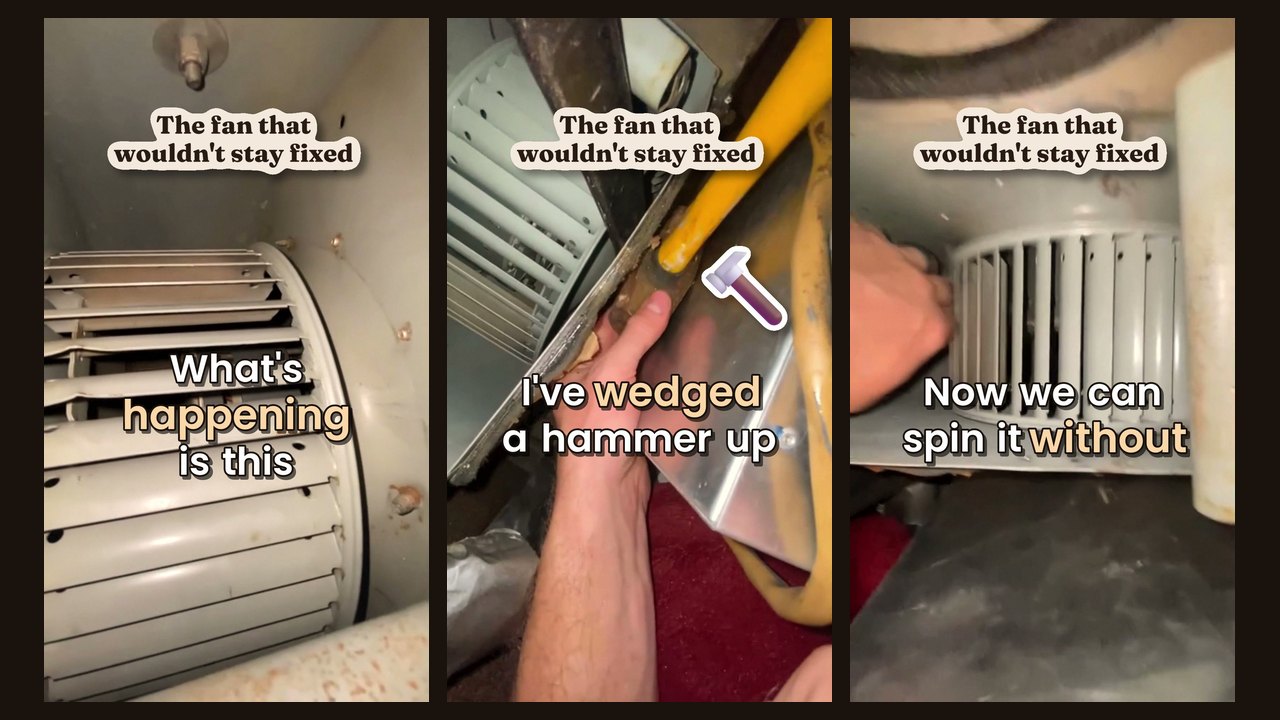 The fan that
wouldn't stay fixed
What's
happening
is this
The fan that
wouldn't stay fixed
I've wedged
a hammer up
The fan that
wouldn't stay fixed
Now we can
spin it without